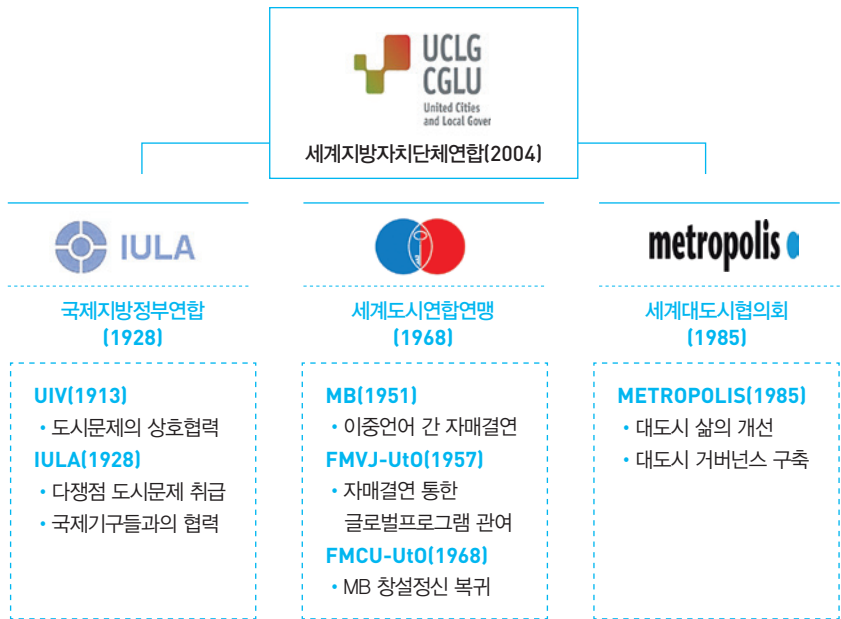 UCLG
CGLU
United Cities
and Local Gover
세계지방자치단체연합(2004)
IULA
국제지방정부연합
(1928)
UIV(1913)
• 도시문제의 상호협력
IULA(1928)
• 다쟁점 도시문제 취급
• 국제기구들과의 협력
세계도시연합연맹
(1968)
MB(1951)
• 이중언어 간 자매결연
FMVJ-UtO(1957)
• 자매결연 통한
글로벌프로그램 관여
FMCU-UtO(1968)
• MB 창설정신 복귀
metropolis
세계대도시협의회
(1985)
METROPOLIS(1985)
• 대도시 삶의 개선
• 대도시 거버넌스 구축